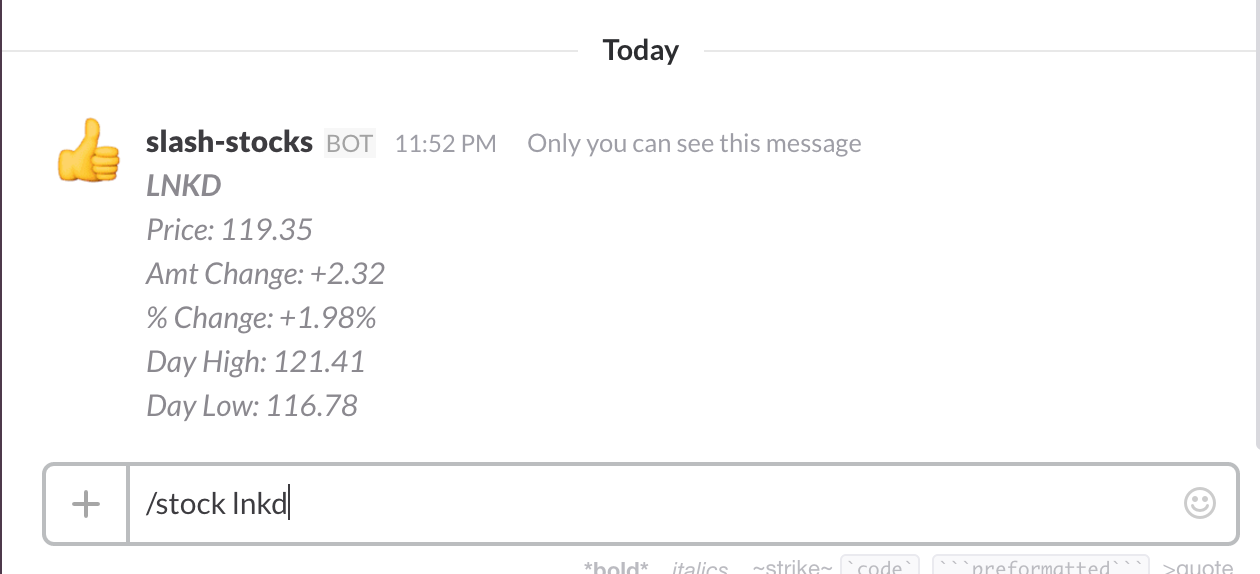 Today
slash-stocks BOT 11:52 PM Only you can see this message
LNKD
Price: 119.35
Amt Change: +2.32
% Change: +1.98%
Day High: 121.41
Day Low: 116.78
/stock lnkd
*bold* italics ~strike~ `code` ```preformatted``` >quote